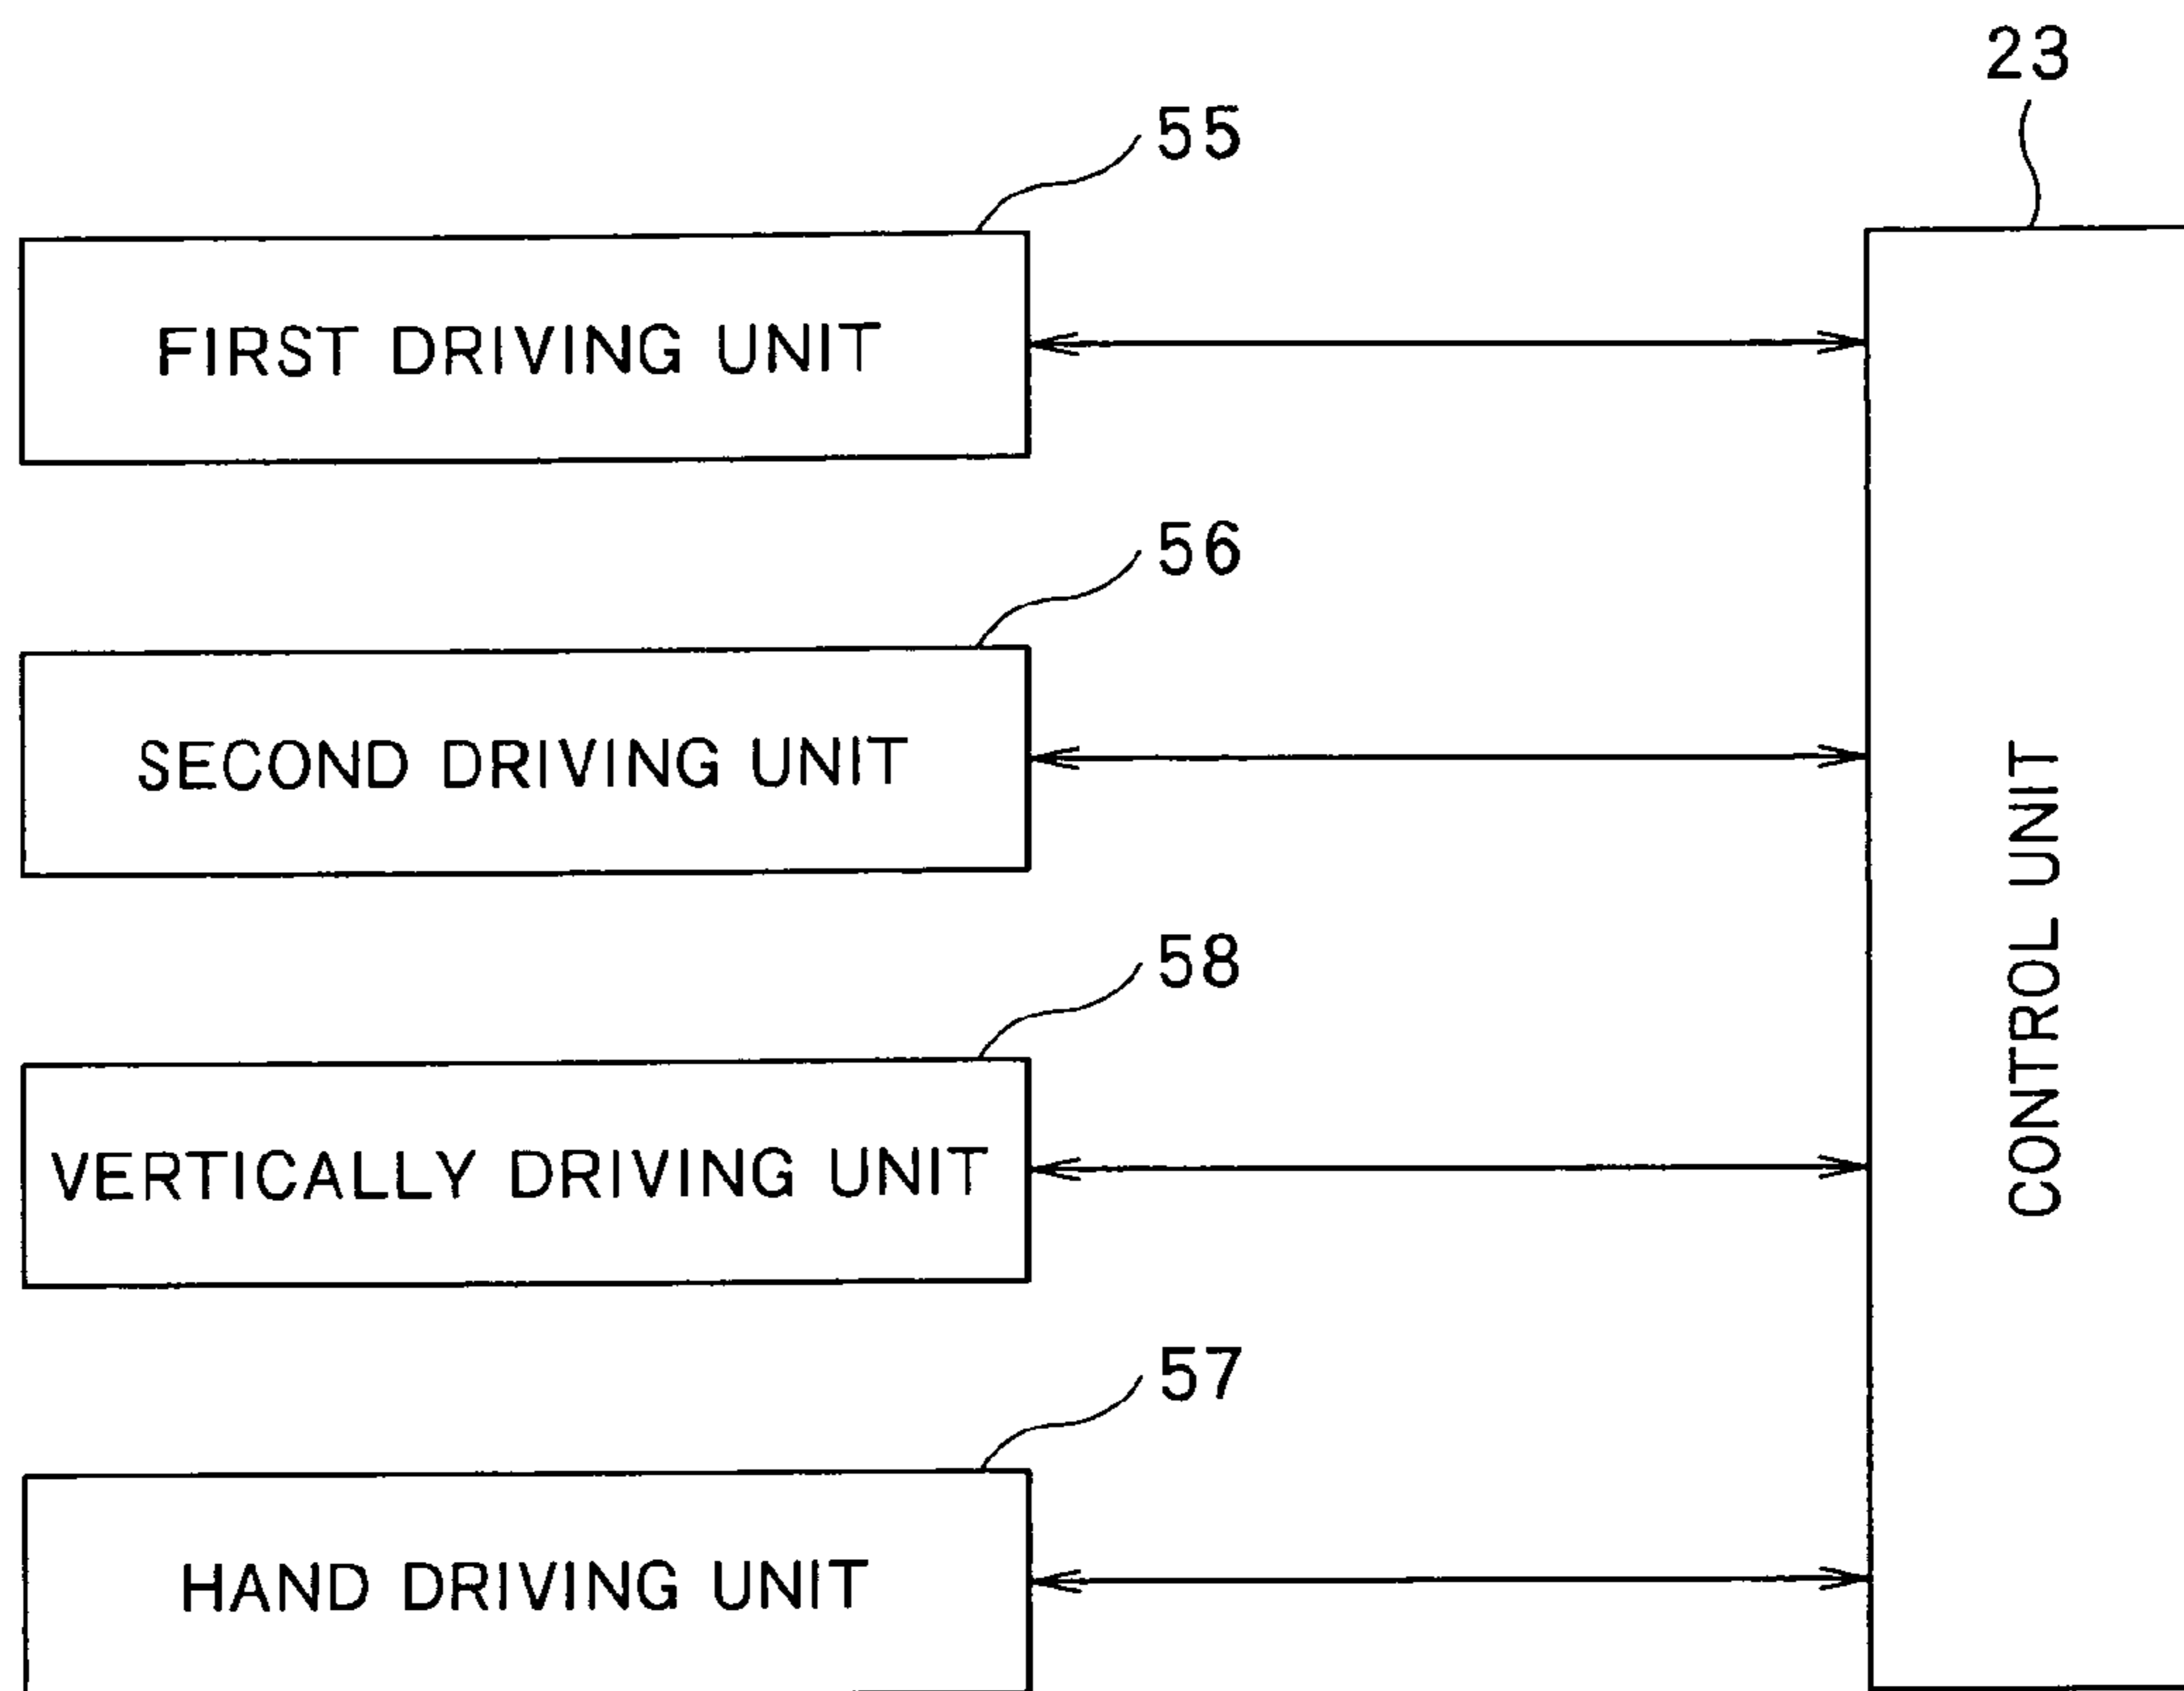 23
55
FIRST DRIVING UNIT
56
SECOND DRIVING UNIT
CONTROL UNIT
58
VERTICALLY DRIVING UNIT
57
HAND DRIVING UNIT